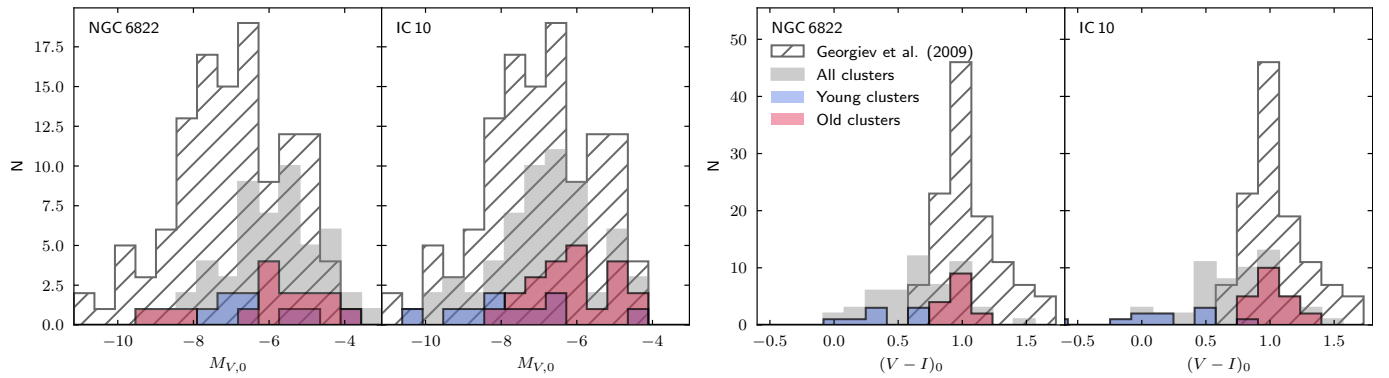 NGC 6822
IC 10
N
17.5
15.0
12.5
10.0
7.5
5.0
2.5
0.0
−10 −8 −6 −4
−10 −8 −6 −4
M_{V,0}
M_{V,0}
NGC 6822
IC 10
Georgiev et al. (2009)
All clusters
Young clusters
Old clusters
N
50
40
30
20
10
0
−0.5 0.0 0.5 1.0 1.5
−0.5 0.0 0.5 1.0 1.5
(V − I)₀
(V − I)₀